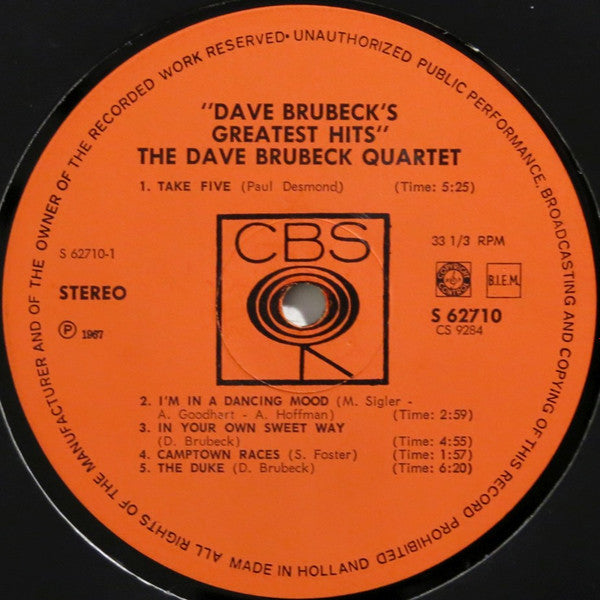 ALL RIGHTS OF THE MANUFACTURER AND OF THE OWNER OF THE RECORDED WORK RESERVED • UNAUTHORIZED PUBLIC PERFORMANCE, BROADCASTING AND COPYING OF THIS RECORD PROHIBITED
"DAVE BRUBECK'S
GREATEST HITS"
THE DAVE BRUBECK QUARTET
1. TAKE FIVE (Paul Desmond) (Time: 5:25)
CBS
S 62710-1
STEREO
Ⓟ 1967
33 1/3 RPM
COPYRIGHT CONTROL
B.I.E.M.
S 62710
CS 9284
2. I'M IN A DANCING MOOD (M. Sigler -
A. Goodhart - A. Hoffman) (Time: 2:59)
3. IN YOUR OWN SWEET WAY
(D. Brubeck) (Time: 4:55)
4. CAMPTOWN RACES (S. Foster) (Time: 1:57)
5. THE DUKE (D. Brubeck) (Time: 6:20)
MADE IN HOLLAND